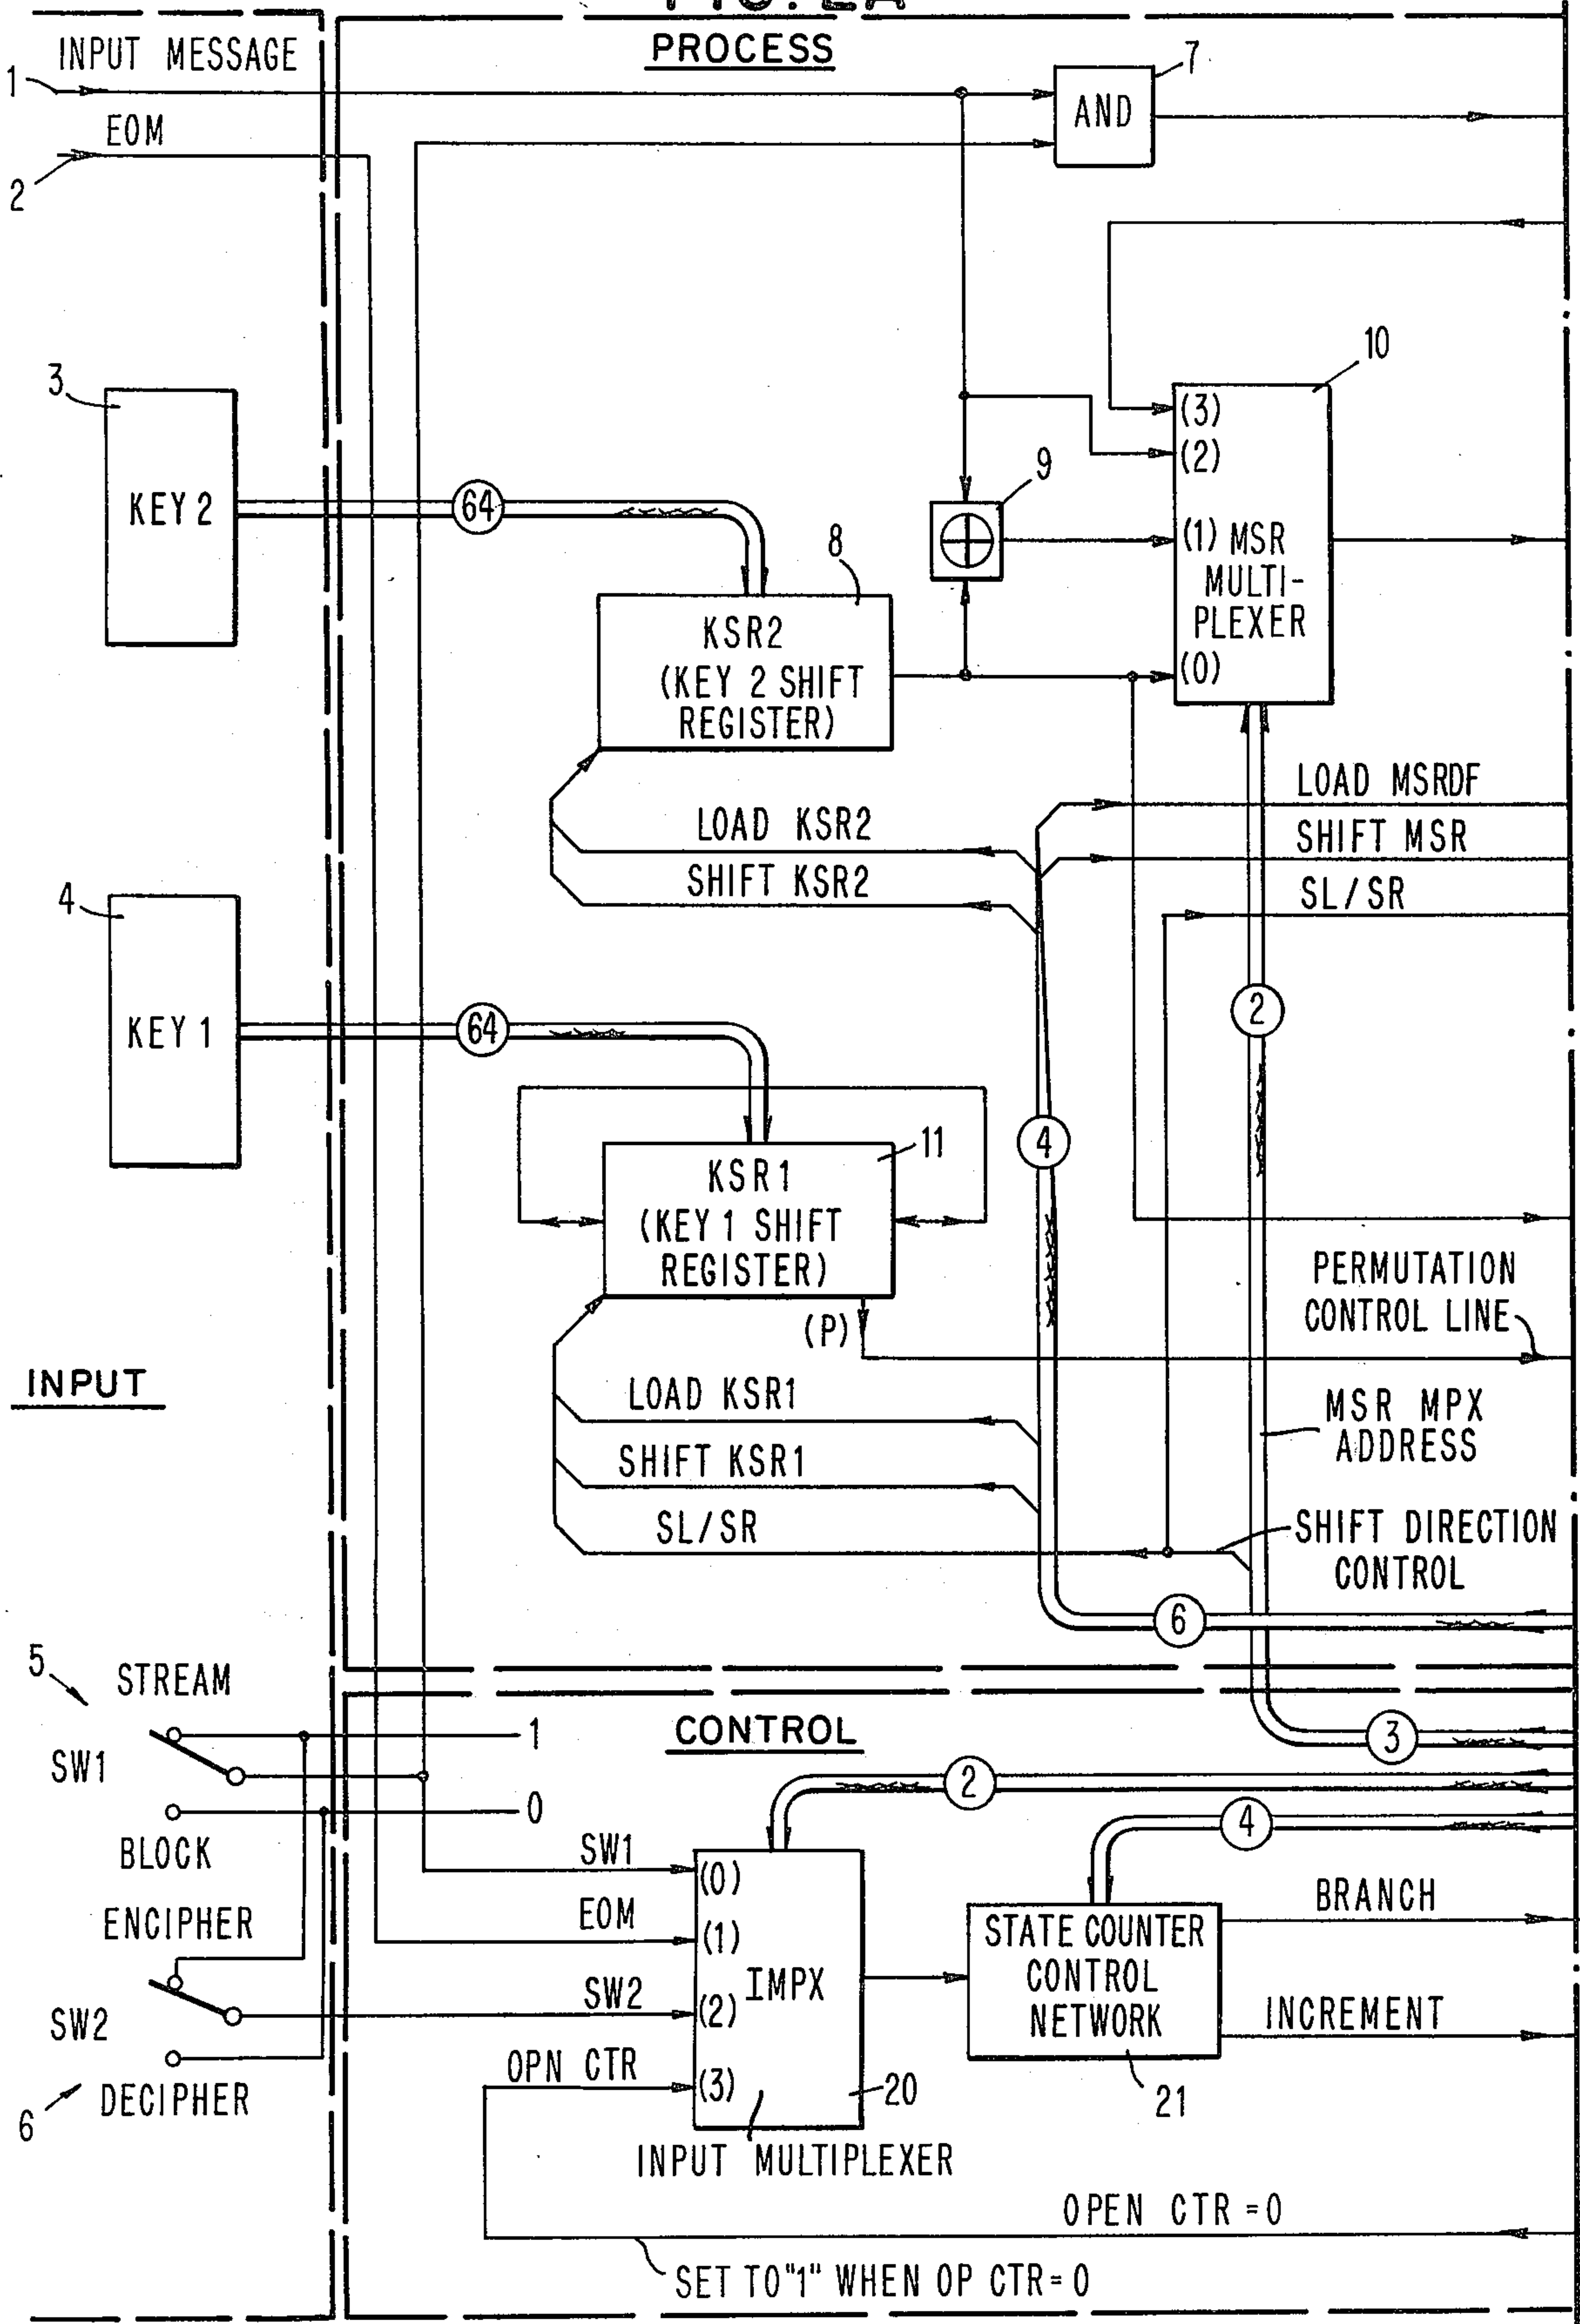 FIG. 2A
PROCESS
INPUT MESSAGE
1
EOM
2
7
AND
3
KEY 2
64
8
KSR2
(KEY 2 SHIFT
REGISTER)
9
10
(3)
(2)
(1) MSR
MULTI-
PLEXER
(0)
LOAD MSRDF
SHIFT MSR
SL/SR
LOAD KSR2
SHIFT KSR2
4
KEY 1
64
2
4
11
KSR1
(KEY 1 SHIFT
REGISTER)
(P)
PERMUTATION
CONTROL LINE
INPUT
LOAD KSR1
SHIFT KSR1
SL/SR
MSR MPX
ADDRESS
SHIFT DIRECTION
CONTROL
6
5
STREAM
SW1
1
0
BLOCK
CONTROL
3
2
4
ENCIPHER
SW2
DECIPHER
6
SW1
(0)
EOM
(1)
IMPX
SW2
(2)
OPN CTR
(3)
20
INPUT MULTIPLEXER
STATE COUNTER
CONTROL
NETWORK
21
BRANCH
INCREMENT
OPEN CTR = 0
SET TO "1" WHEN OP CTR = 0